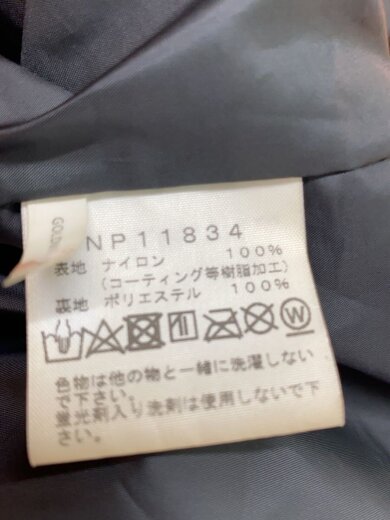 NP11834
表地 ナイロン 100%
(コーティング等樹脂加工)
裏地 ポリエステル 100%
W
色物は他の物と一緒に洗濯しない
で下さい。
蛍光剤入り洗剤は使用しないで下
さい。